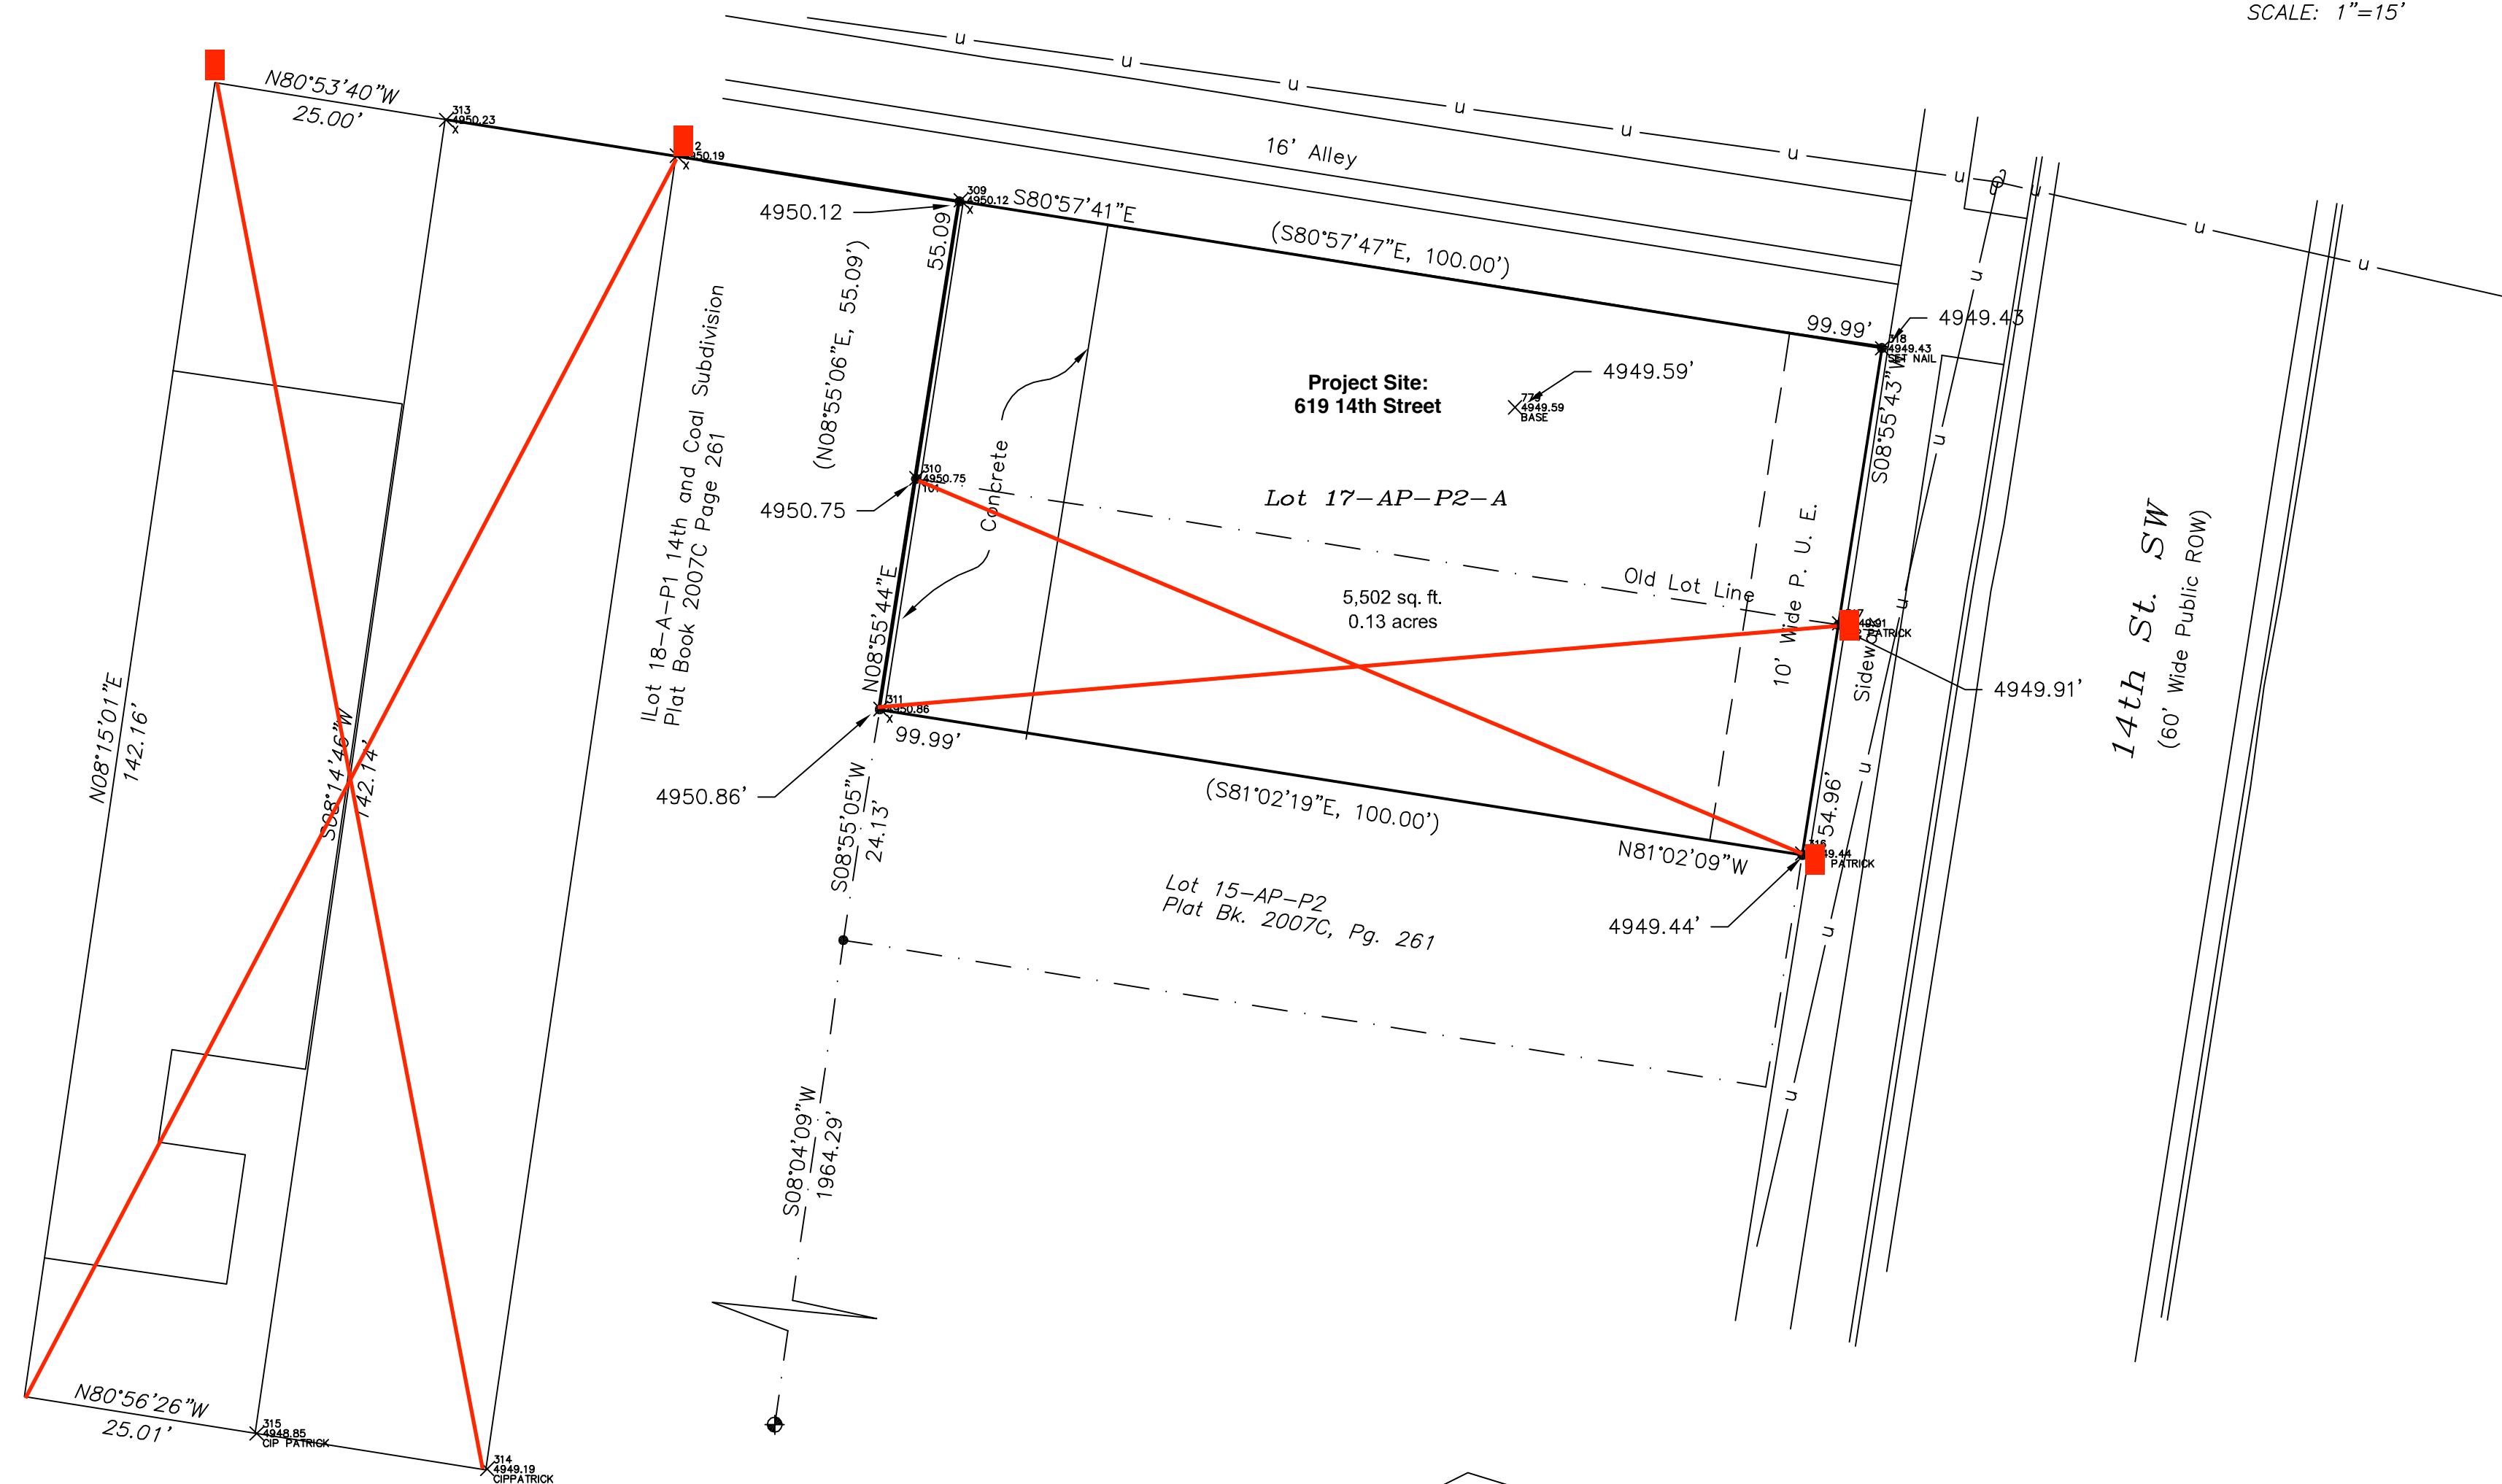 SCALE: 1"=15'
N80°53'40"W
25.00'
313
4950.23
X
X
309
4950.12
X
4950.12
S80°57'41"E
(S80°57'47"E, 100.00')
99.99'
16' Alley
u u u u u u u u u u
u u u u u u u
4949.43
318
4949.43
SET NAIL
55.09
(N08°55'06"E, 55.09')
S08°55'43"W
Project Site:
619 14th Street
4949.59'
4949.59
BASE
Concrete
310
4950.75
4950.75
Lot 17-AP-P2-A
Old Lot Line
10' Wide P. U. E.
5,502 sq. ft.
0.13 acres
PATRICK
4949.91'
14th St. SW
(60' Wide Public ROW)
lLot 18-A-P1 14th and Coal Subdivision
Plat Book 2007C Page 261
N08°55'44"E
311
4950.86
X
4950.86'
99.99'
(S81°02'19"E, 100.00')
N81°02'09"W
54.96'
PATRICK
4949.44'
S08°55'05"W
24.13'
Lot 15-AP-P2
Plat Bk. 2007C, Pg. 261
N08°15'01"E
142.16'
S08°14'46"W
142.14'
S08°04'09"W
1964.29'
N80°56'26"W
25.01'
315
4948.85
CIP PATRICK
314
4949.19
CIPPATRICK